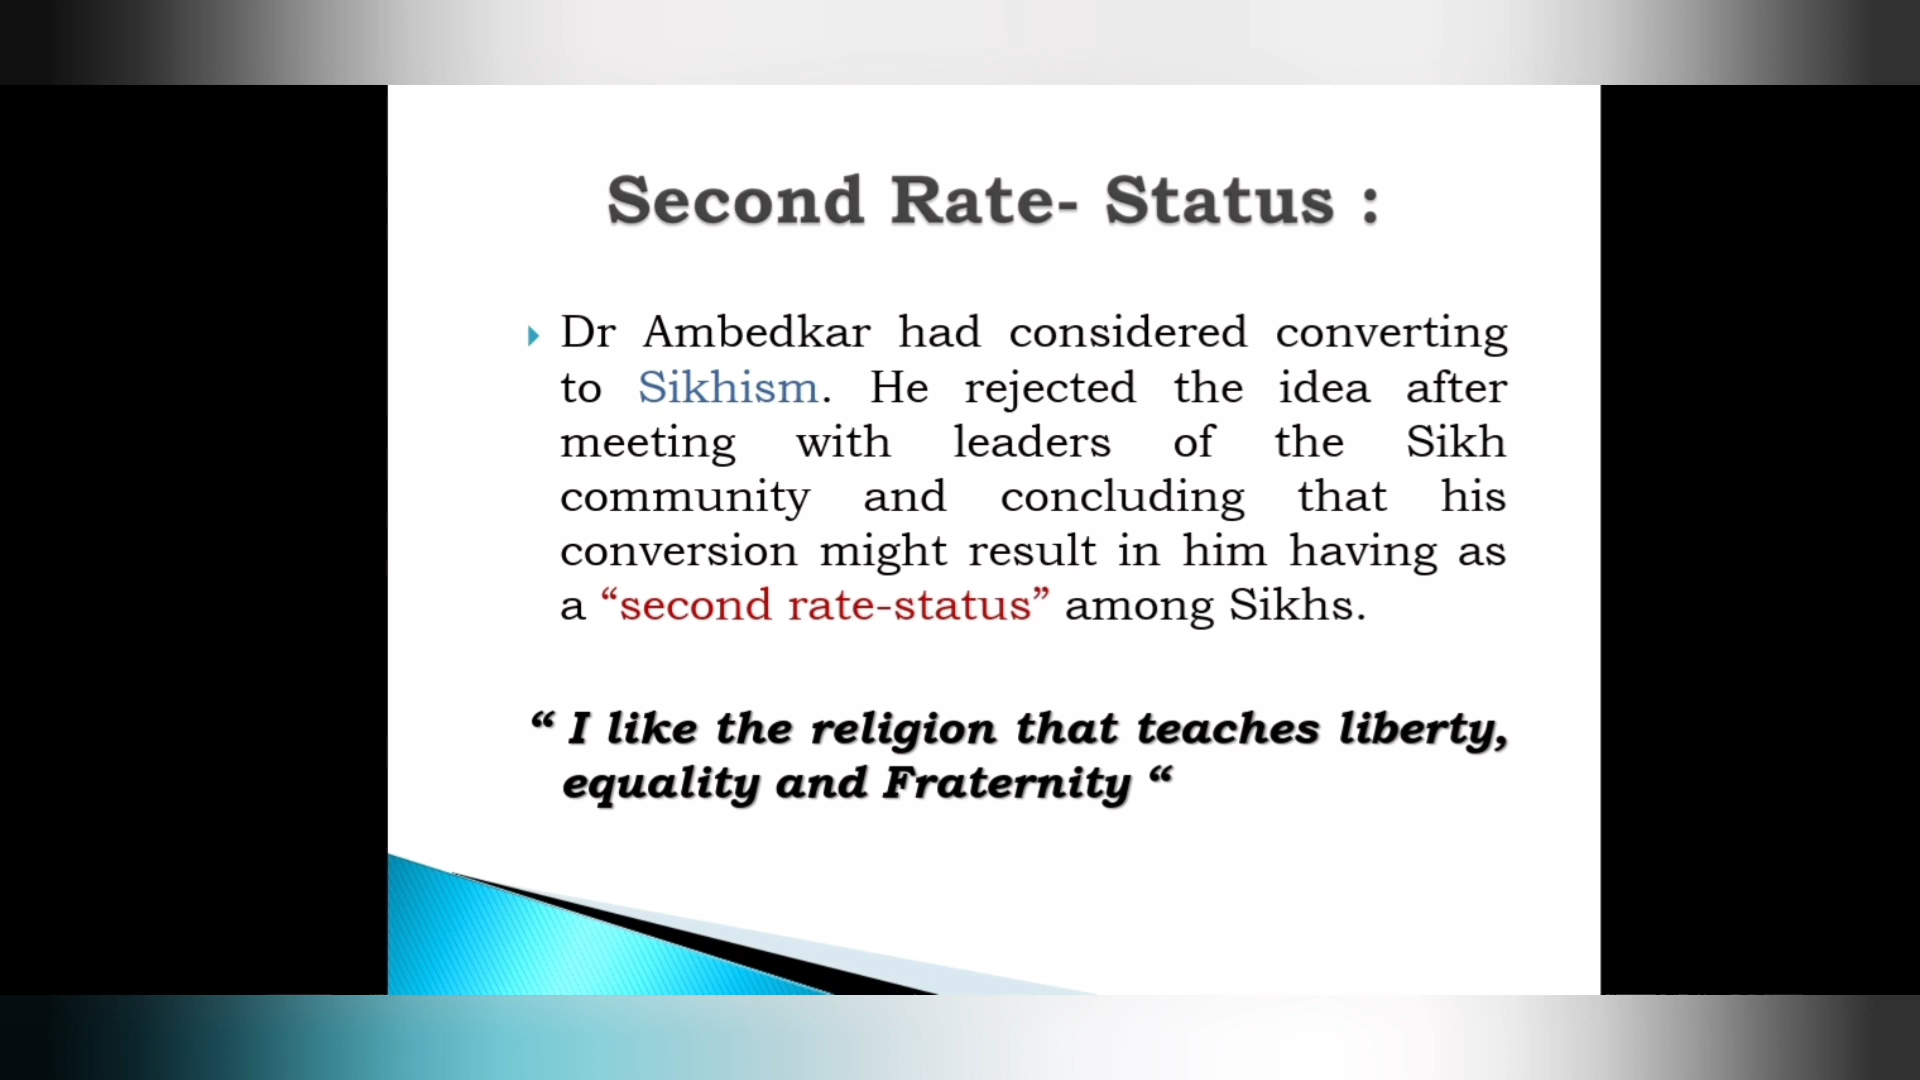 Second Rate- Status :
Dr Ambedkar had considered converting
to Sikhism. He rejected the idea after
meeting with leaders of the Sikh
community and concluding that his
conversion might result in him having as
a “second rate-status” among Sikhs.
“ I like the religion that teaches liberty,
equality and Fraternity “